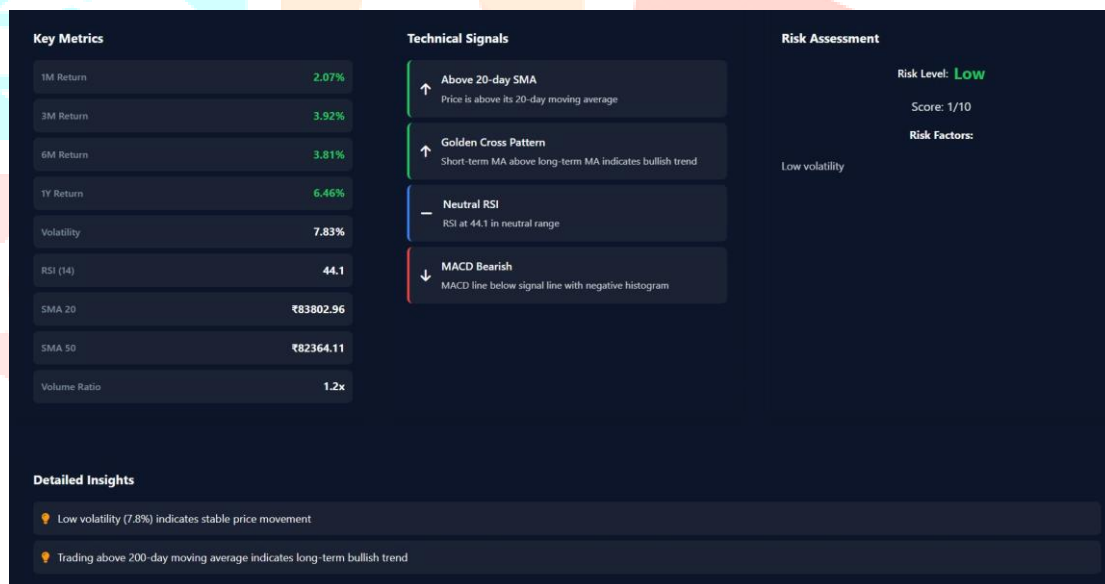 Key Metrics
1M Return 2.07%
3M Return 3.92%
6M Return 3.81%
1Y Return 6.46%
Volatility 7.83%
RSI (14) 44.1
SMA 20 ₹83802.96
SMA 50 ₹82364.11
Volume Ratio 1.2x
Technical Signals
Above 20-day SMA
Price is above its 20-day moving average
Golden Cross Pattern
Short-term MA above long-term MA indicates bullish trend
Neutral RSI
RSI at 44.1 in neutral range
MACD Bearish
MACD line below signal line with negative histogram
Risk Assessment
Risk Level: Low
Score: 1/10
Risk Factors:
Low volatility
Detailed Insights
Low volatility (7.8%) indicates stable price movement
Trading above 200-day moving average indicates long-term bullish trend